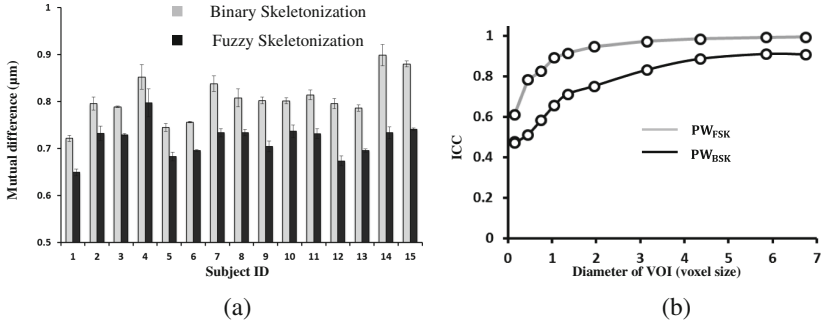 Binary Skeletonization
Fuzzy Skeletonization
Mutual difference (μm)
1
0.9
0.8
0.7
0.6
0.5
1 2 3 4 5 6 7 8 9 10 11 12 13 14 15
Subject ID
(a)
ICC
1
0.8
0.6
0.4
0.2
0
PW_FSK
PW_BSK
0 1 2 3 4 5 6 7
Diameter of VOI (voxel size)
(b)